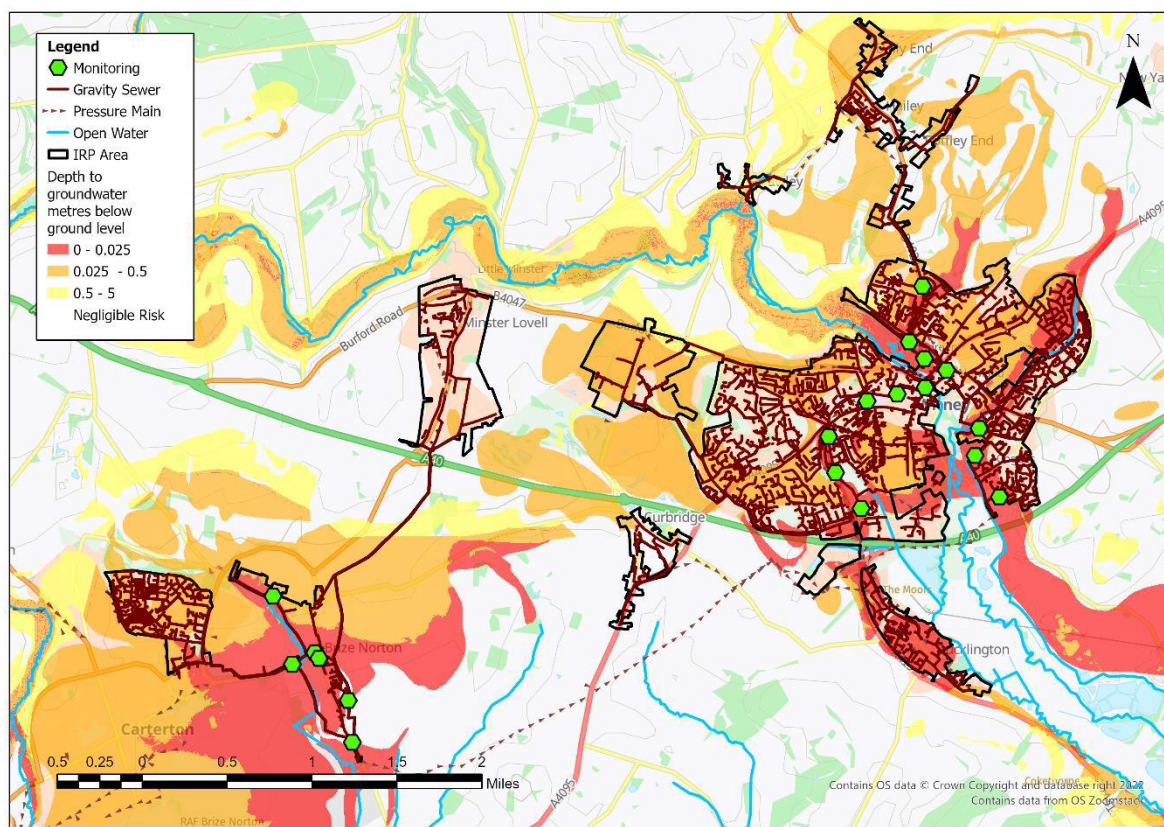 Legend
Monitoring
Gravity Sewer
Pressure Main
Open Water
IRP Area
Depth to
groundwater
metres below
ground level
0 - 0.025
0.025 - 0.5
0.5 - 5
Negligible Risk
N
A4095
Little Minster
B4047
Burford Road
Minster Lovell
A40
Curbridge
A40
The Moors
Brize Norton
Carterton
A4095
RAF Brize Norton
0.5 0.25 0 0.5 1 1.5 2
Miles
Contains OS data © Crown Copyright and database right 2022
Contains data from OS Zoomstack